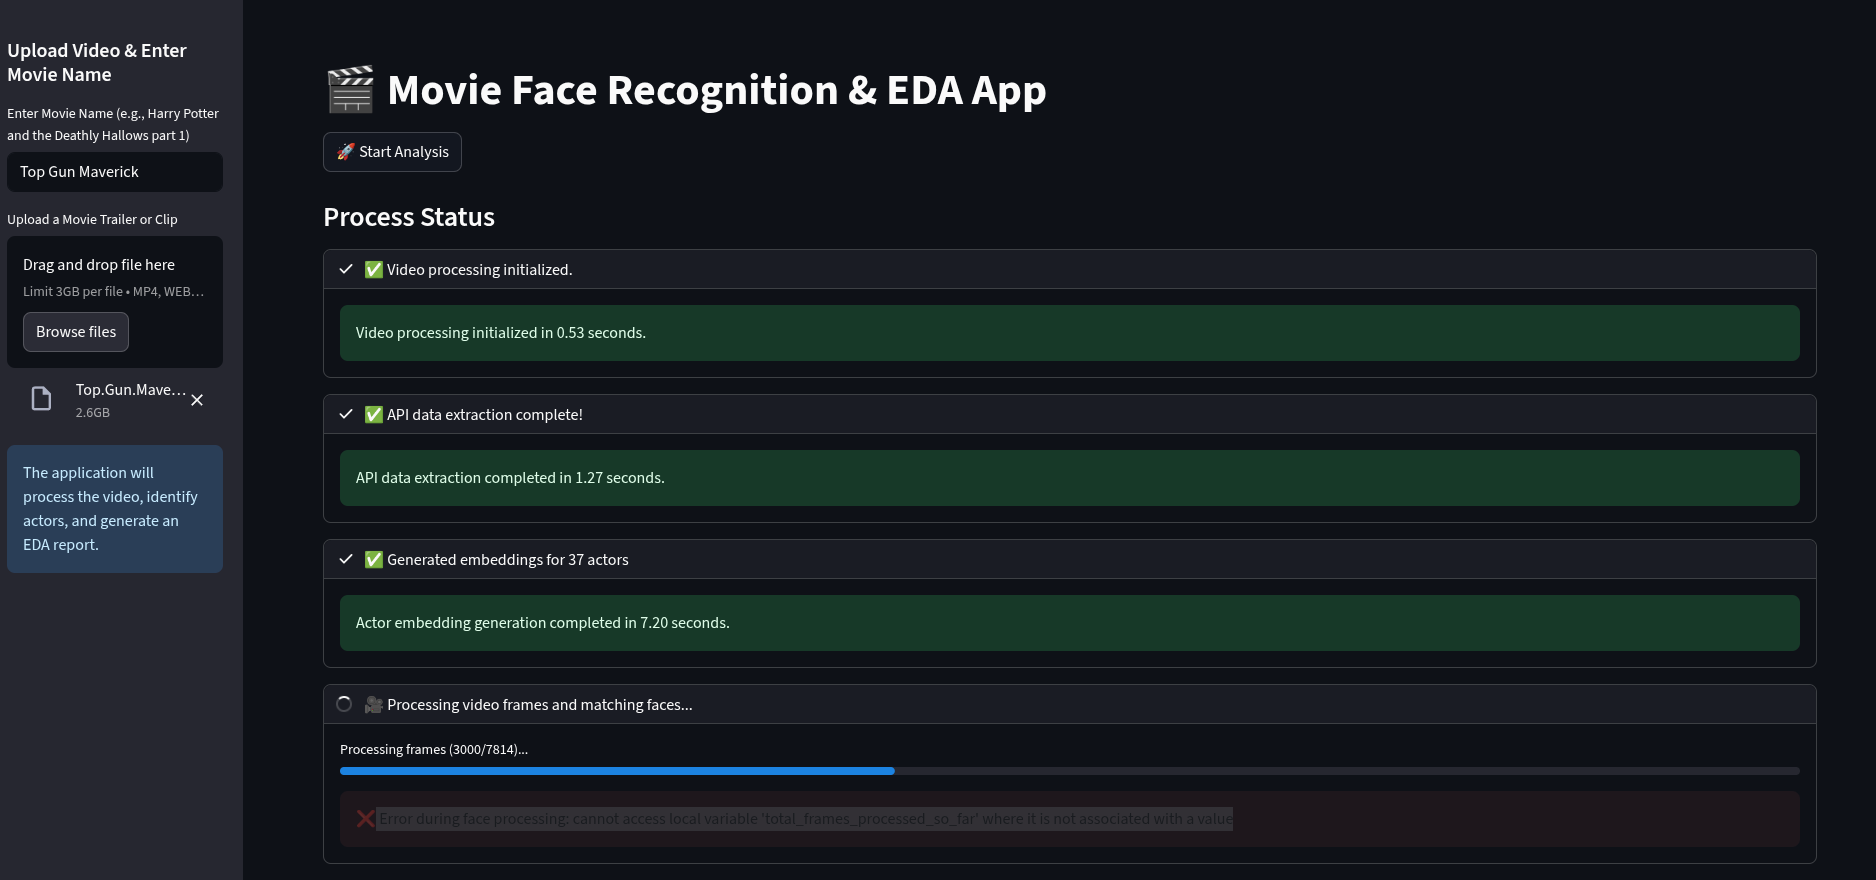 Upload Video & Enter
Movie Name
Enter Movie Name (e.g., Harry Potter
and the Deathly Hallows part 1)
Top Gun Maverick
Upload a Movie Trailer or Clip
Drag and drop file here
Limit 3GB per file • MP4, WEB...
Browse files
Top.Gun.Mave...
2.6GB
The application will
process the video, identify
actors, and generate an
EDA report.
🎬 Movie Face Recognition & EDA App
🚀 Start Analysis
Process Status
✅ Video processing initialized.
Video processing initialized in 0.53 seconds.
✅ API data extraction complete!
API data extraction completed in 1.27 seconds.
✅ Generated embeddings for 37 actors
Actor embedding generation completed in 7.20 seconds.
🎥 Processing video frames and matching faces...
Processing frames (3000/7814)...
❌ Error during face processing: cannot access local variable 'total_frames_processed_so_far' where it is not associated with a value